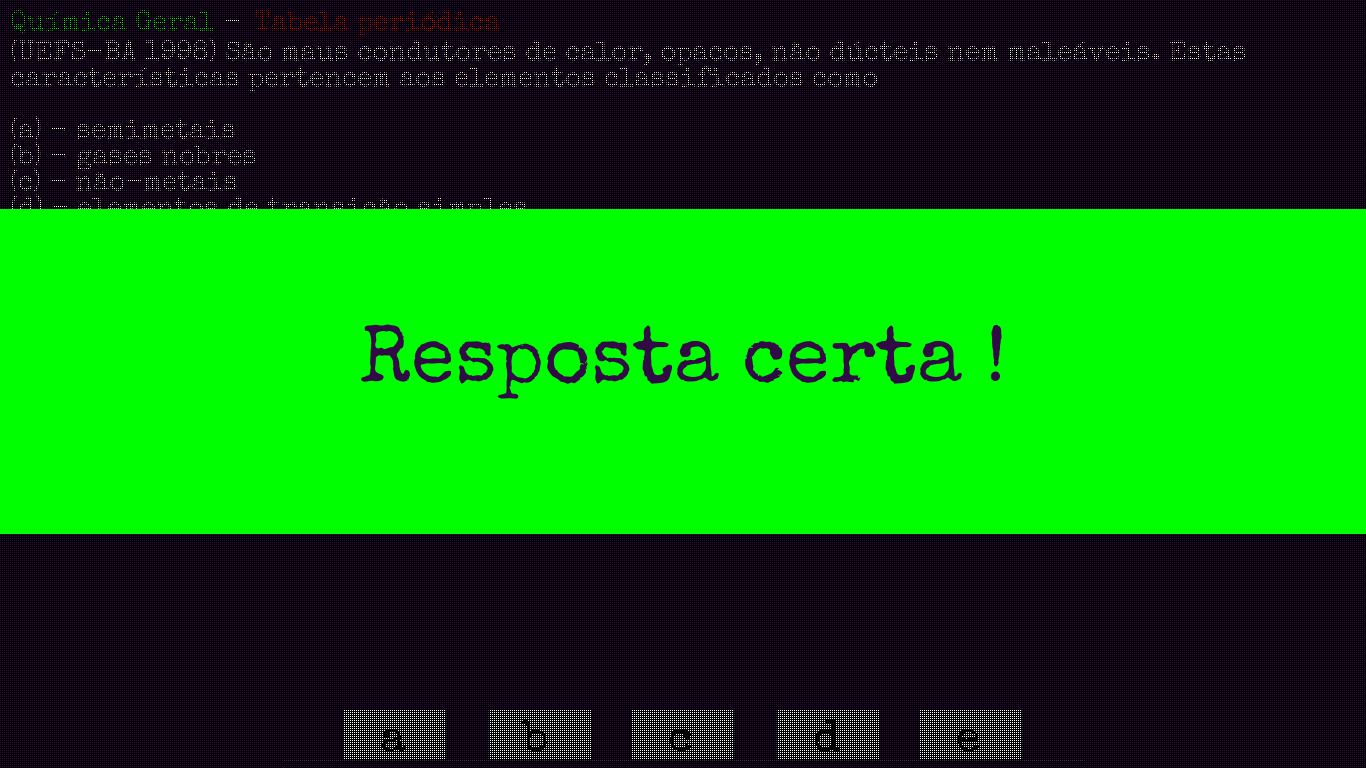 Química Geral - Tabela periódica
(UEFS-BA 1998) São maus condutores de calor, opacos, não dúcteis nem maleáveis. Estas
características pertencem aos elementos classificados como
(a) - semimetais
(b) - gases nobres
(c) - não-metais
(d) - elementos de transição simples
Resposta certa !
a b c d e